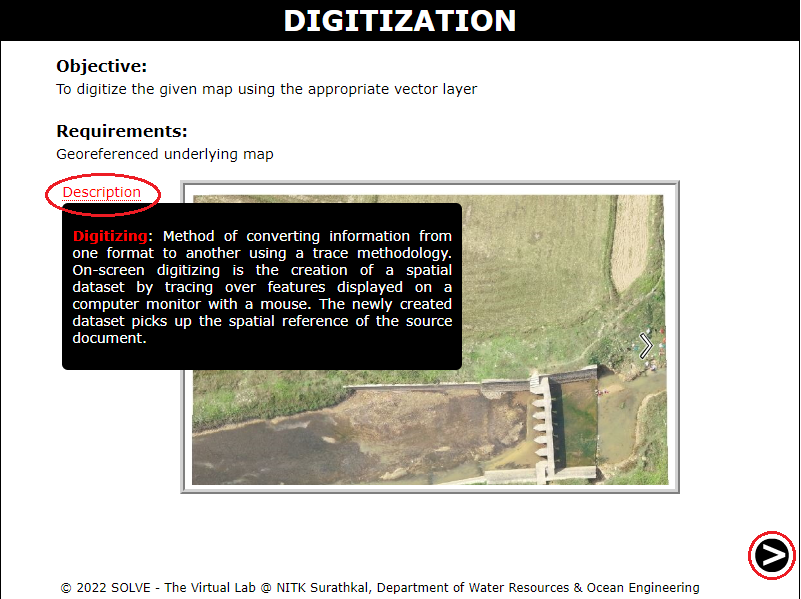 DIGITIZATION
Objective:
To digitize the given map using the appropriate vector layer
Requirements:
Georeferenced underlying map
Description
Digitizing: Method of converting information from
one format to another using a trace methodology.
On-screen digitizing is the creation of a spatial
dataset by tracing over features displayed on a
computer monitor with a mouse. The newly created
dataset picks up the spatial reference of the source
document.
© 2022 SOLVE - The Virtual Lab @ NITK Surathkal, Department of Water Resources & Ocean Engineering